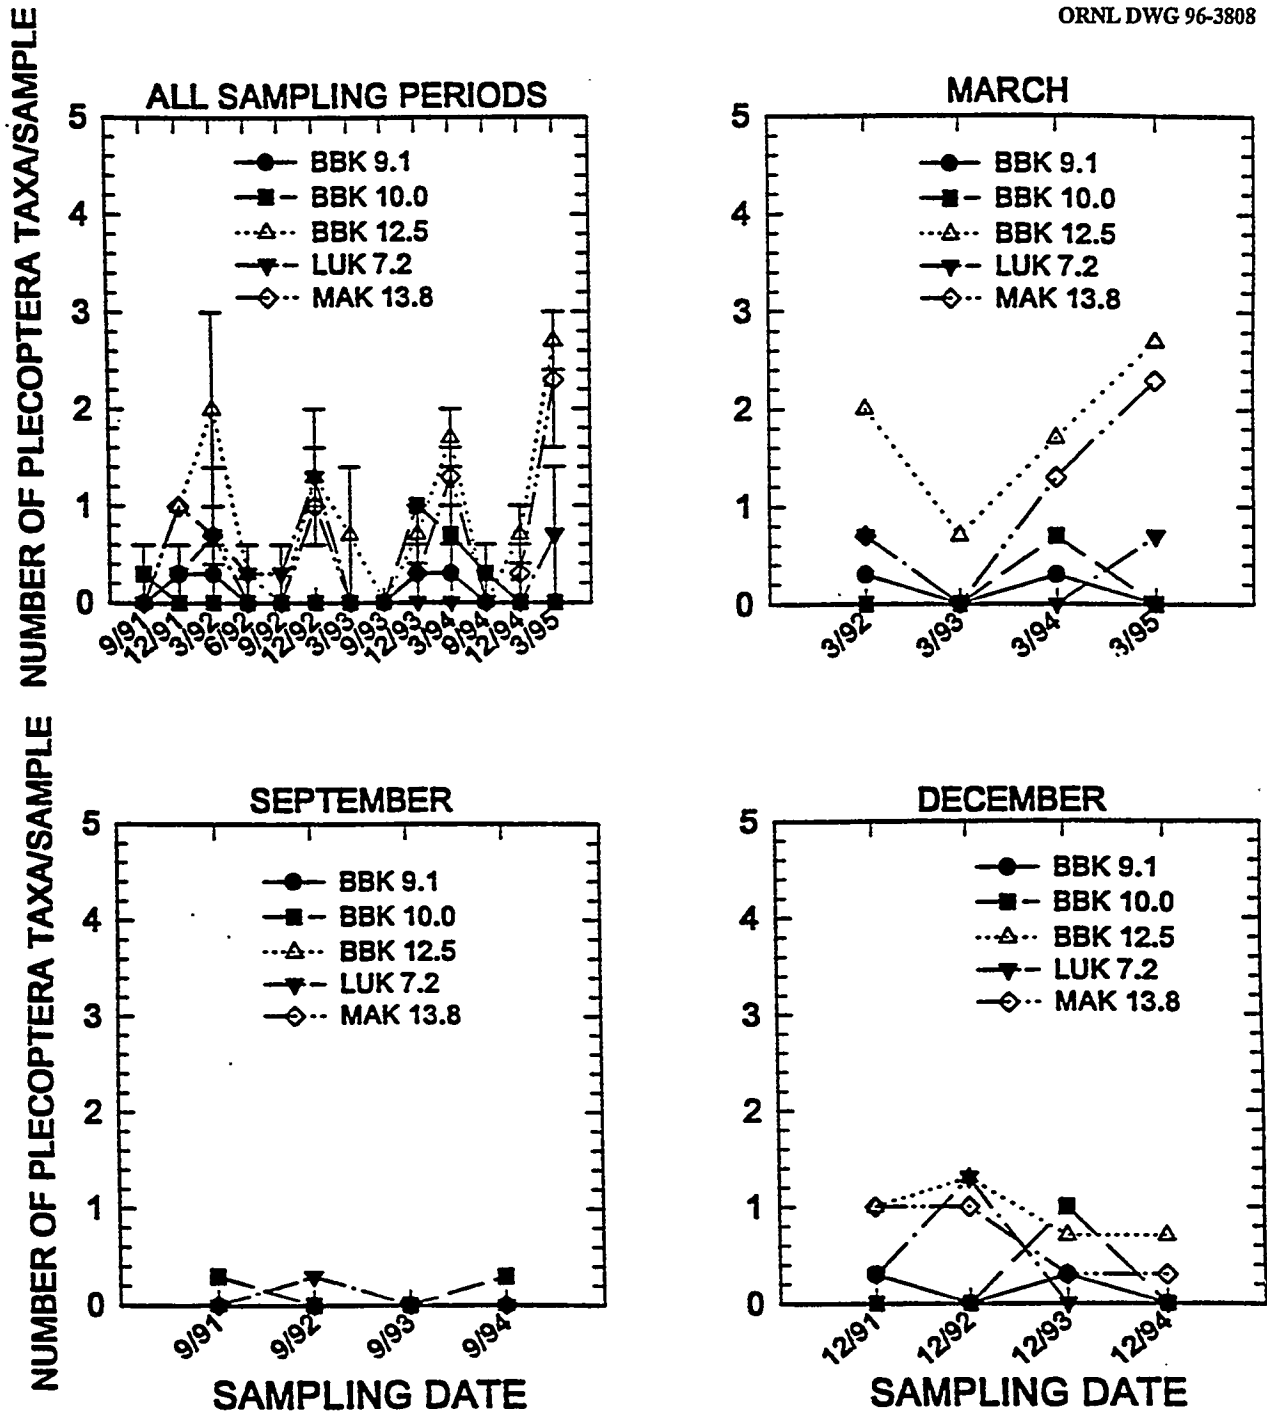 ORNL DWG 96-3808
NUMBER OF PLECOPTERA TAXA/SAMPLE
ALL SAMPLING PERIODS
5
4
3
2
1
0
BBK 9.1
BBK 10.0
BBK 12.5
LUK 7.2
MAK 13.8
9/91
12/91
3/92
6/92
9/92
12/92
3/93
9/93
12/93
3/94
9/94
12/94
3/95
MARCH
5
4
3
2
1
0
BBK 9.1
BBK 10.0
BBK 12.5
LUK 7.2
MAK 13.8
3/92
3/93
3/94
3/95
NUMBER OF PLECOPTERA TAXA/SAMPLE
SEPTEMBER
5
4
3
2
1
0
BBK 9.1
BBK 10.0
BBK 12.5
LUK 7.2
MAK 13.8
9/91
9/92
9/93
9/94
SAMPLING DATE
DECEMBER
5
4
3
2
1
0
BBK 9.1
BBK 10.0
BBK 12.5
LUK 7.2
MAK 13.8
12/91
12/92
12/93
12/94
SAMPLING DATE